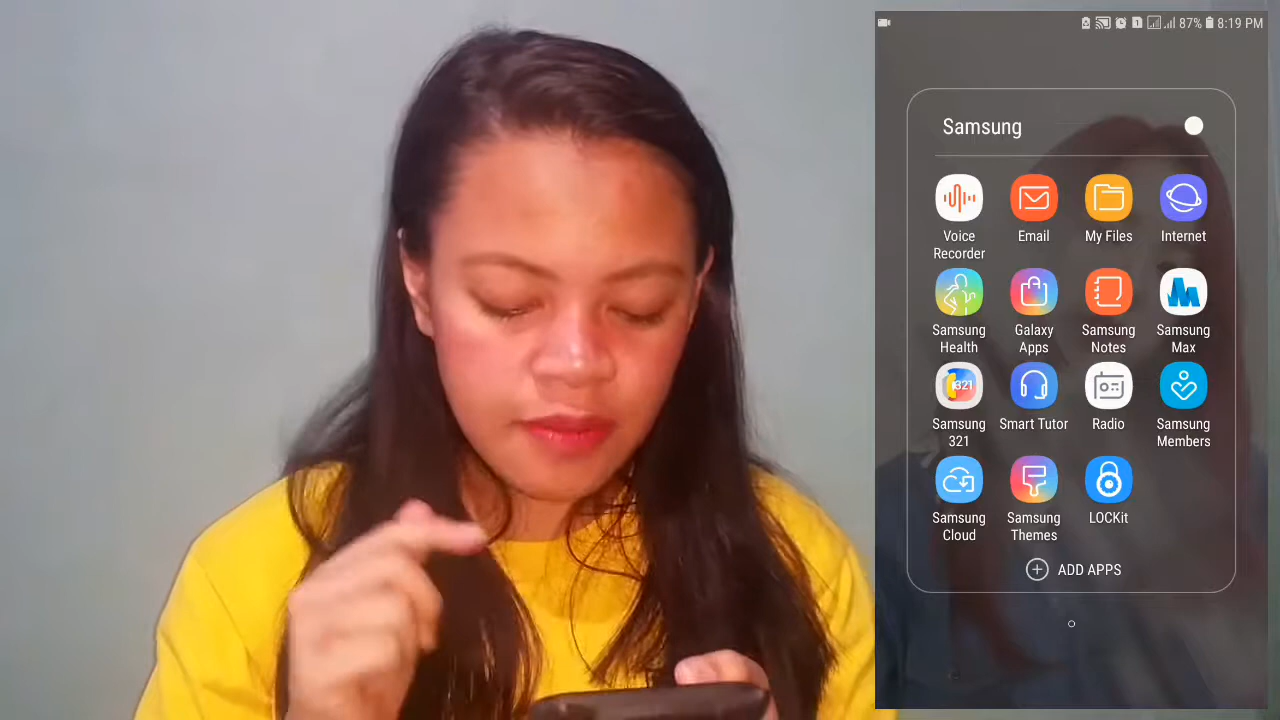 87% 8:19 PM
Samsung
Voice Recorder
Email
My Files
Internet
Samsung Health
Galaxy Apps
Samsung Notes
Samsung Max
321
Samsung 321
Smart Tutor
Radio
Samsung Members
Samsung Cloud
Samsung Themes
LOCKit
ADD APPS